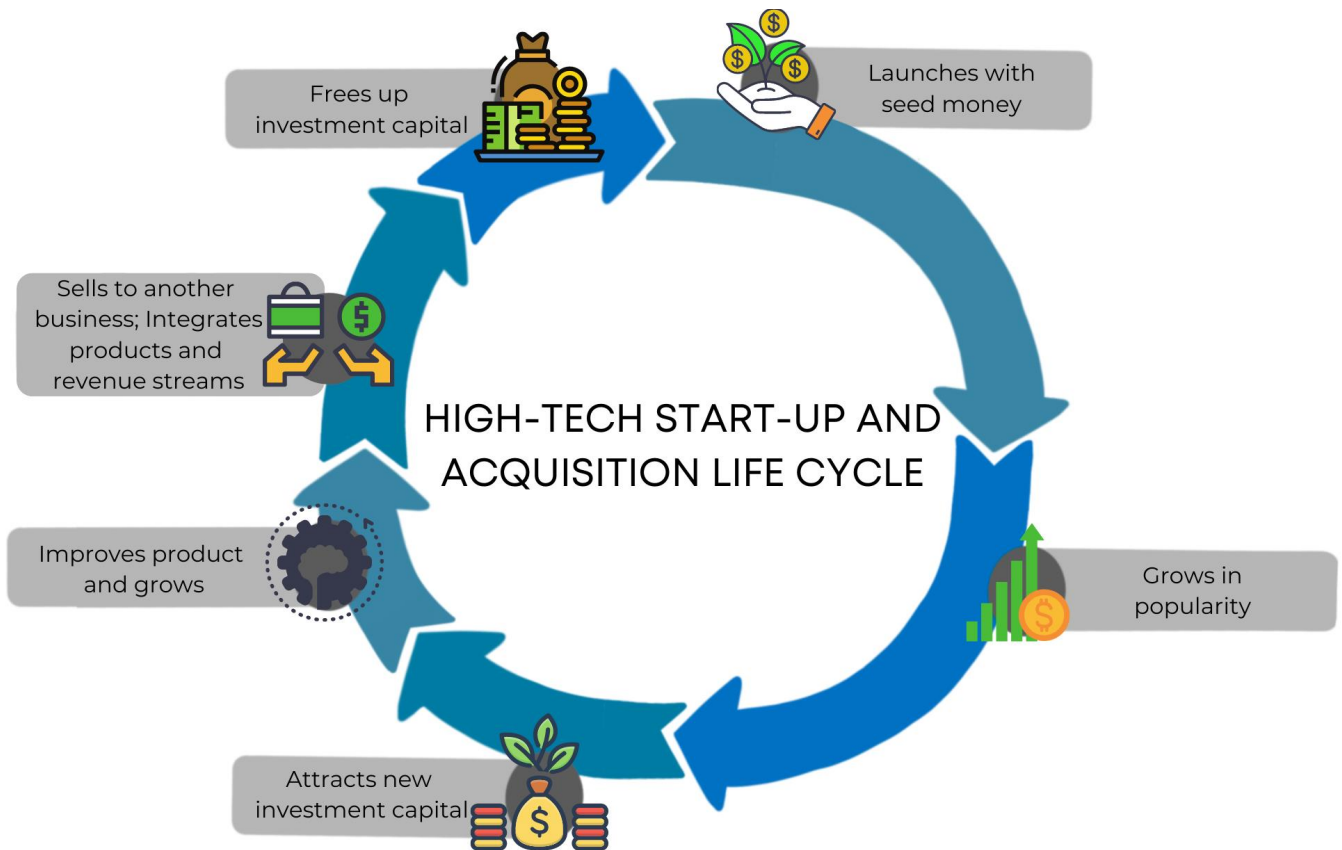 HIGH-TECH START-UP AND
ACQUISITION LIFE CYCLE
Launches with
seed money
Grows in
popularity
Attracts new
investment capital
Improves product
and grows
Sells to another
business; Integrates
products and
revenue streams
Frees up
investment capital
$
$
$
$
$
$